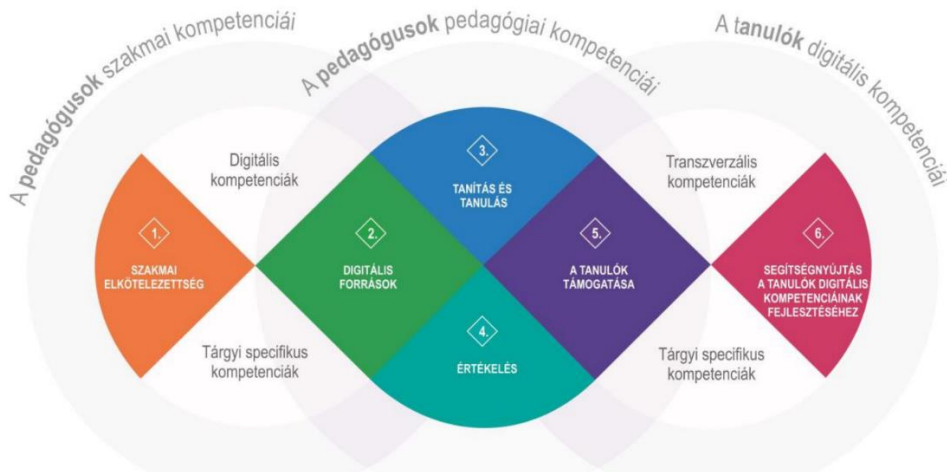 A pedagógusok szakmai kompetenciái
A pedagógusok pedagógiai kompetenciái
A tanulók digitális kompetenciái
Digitális
kompetenciák
Transzverzális
kompetenciák
1.
SZAKMAI
ELKÖTELEZETTSÉG
2.
DIGITÁLIS
FORRÁSOK
3.
TANÍTÁS ÉS
TANULÁS
4.
ÉRTÉKELÉS
5.
A TANULÓK
TÁMOGATÁSA
6.
SEGÍTSÉGNYÚJTÁS
A TANULÓK DIGITÁLIS
KOMPETENCIÁINAK
FEJLESZTÉSÉHEZ
Tárgyi specifikus
kompetenciák
Tárgyi specifikus
kompetenciák